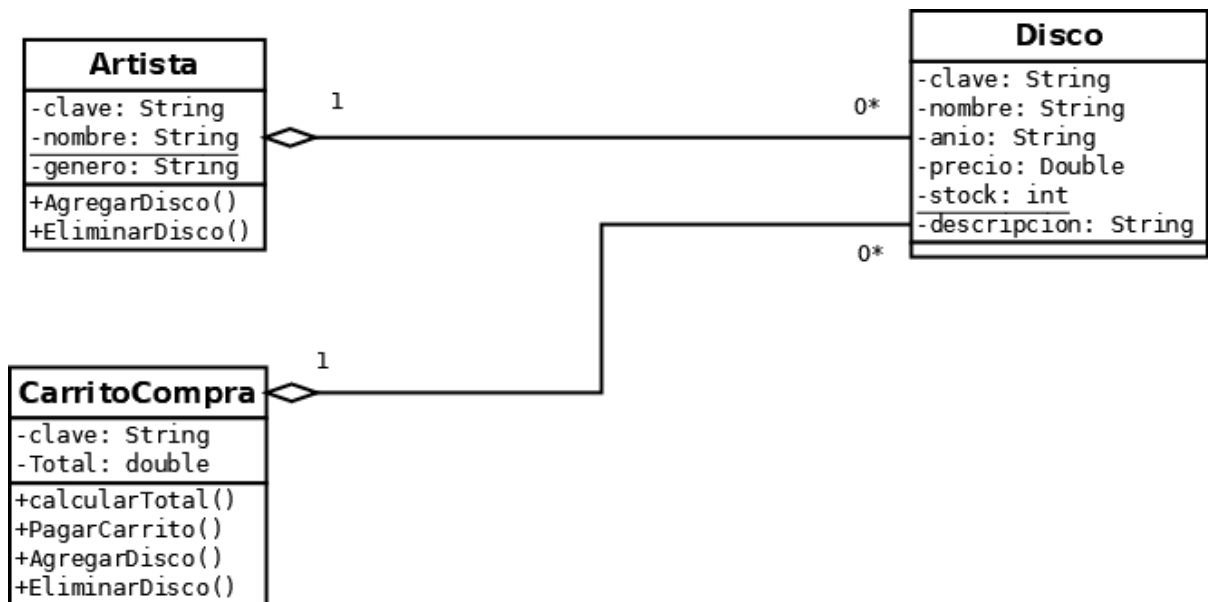 Artista
-clave: String
-nombre: String
-genero: String
+AgregarDisco()
+EliminarDisco()
1
0*
Disco
-clave: String
-nombre: String
-anio: String
-precio: Double
-stock: int
-descripcion: String
0*
1
CarritoCompra
-clave: String
-Total: double
+calcularTotal()
+PagarCarrito()
+AgregarDisco()
+EliminarDisco()